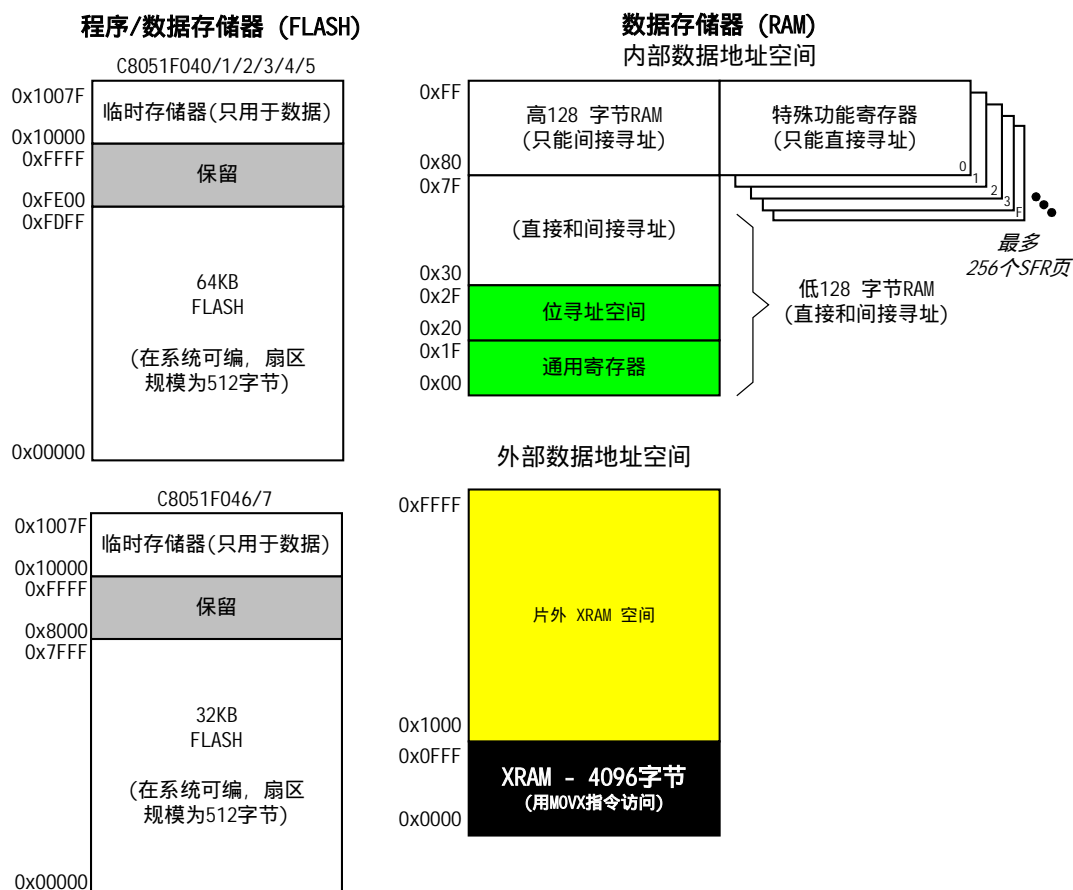 程序/数据存储器 (FLASH)
C8051F040/1/2/3/4/5
0x1007F
临时存储器(只用于数据)
0x10000
0xFFFF
保留
0xFE00
0xFDFF
64KB
FLASH
(在系统可编, 扇区
规模为512字节)
0x00000
C8051F046/7
0x1007F
临时存储器(只用于数据)
0x10000
0xFFFF
保留
0x8000
0x7FFF
32KB
FLASH
(在系统可编, 扇区
规模为512字节)
0x00000
数据存储器 (RAM)
内部数据地址空间
0xFF
高128 字节RAM
(只能间接寻址)
0x80
特殊功能寄存器
(只能直接寻址)
0
1
2
3
F
最多
256个SFR页
0x7F
(直接和间接寻址)
0x30
0x2F
位寻址空间
0x20
0x1F
通用寄存器
0x00
低128 字节RAM
(直接和间接寻址)
外部数据地址空间
0xFFFF
片外 XRAM 空间
0x1000
0x0FFF
XRAM - 4096字节
(用MOVX指令访问)
0x0000